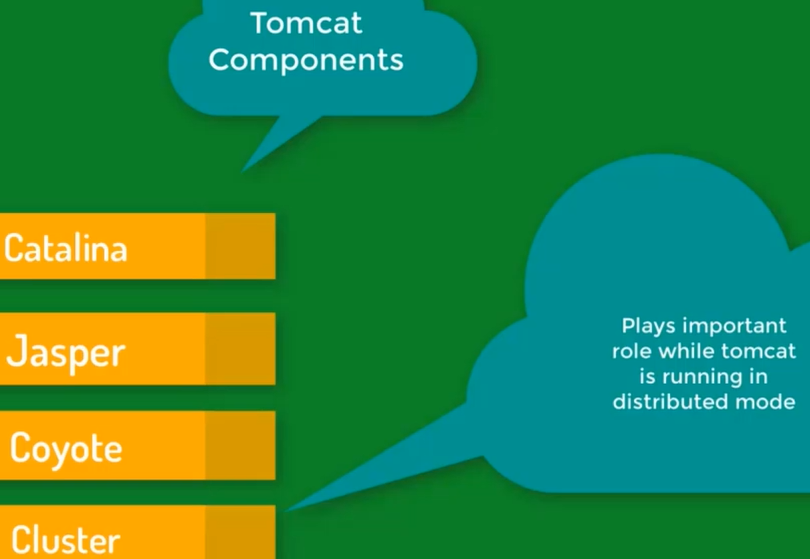 Tomcat
Components
Catalina
Jasper
Coyote
Cluster
Plays important
role while tomcat
is running in
distributed mode